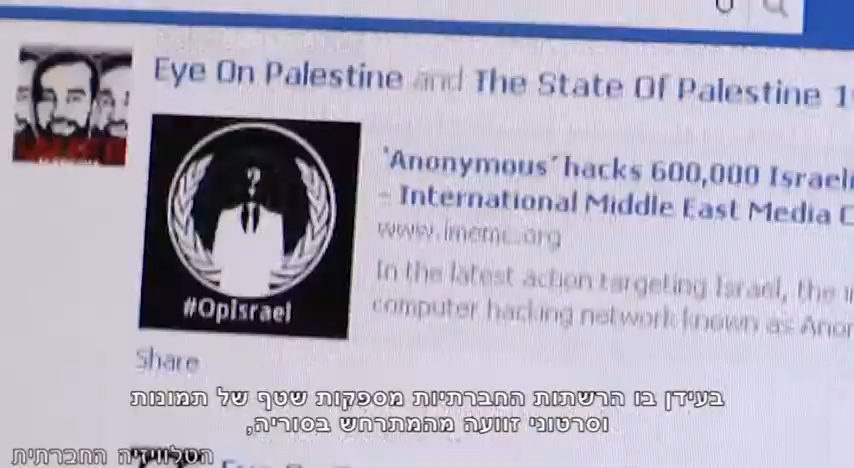 Eye On Palestine and The State Of Palestine
'Anonymous' hacks 600,000 Israeli
- International Middle East Media C
www.imemc.org
In the latest action targeting Israel, the
computer hacking network known as Anon
#OpIsrael
Share
בעידן בו הרשתות החברתיות מספקות שטף של תמונות
וסרטוני זוועה מהמתרחש בסוריה,
הטלוויזיה החברתית
Eye